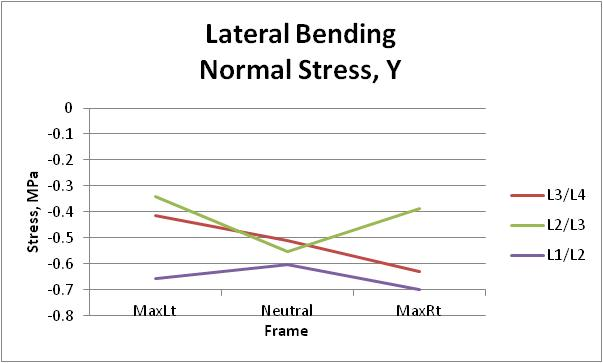 Lateral Bending
Normal Stress, Y
0
-0.1
-0.2
-0.3
-0.4
-0.5
-0.6
-0.7
-0.8
Stress, MPa
MaxLt Neutral MaxRt
Frame
L3/L4
L2/L3
L1/L2